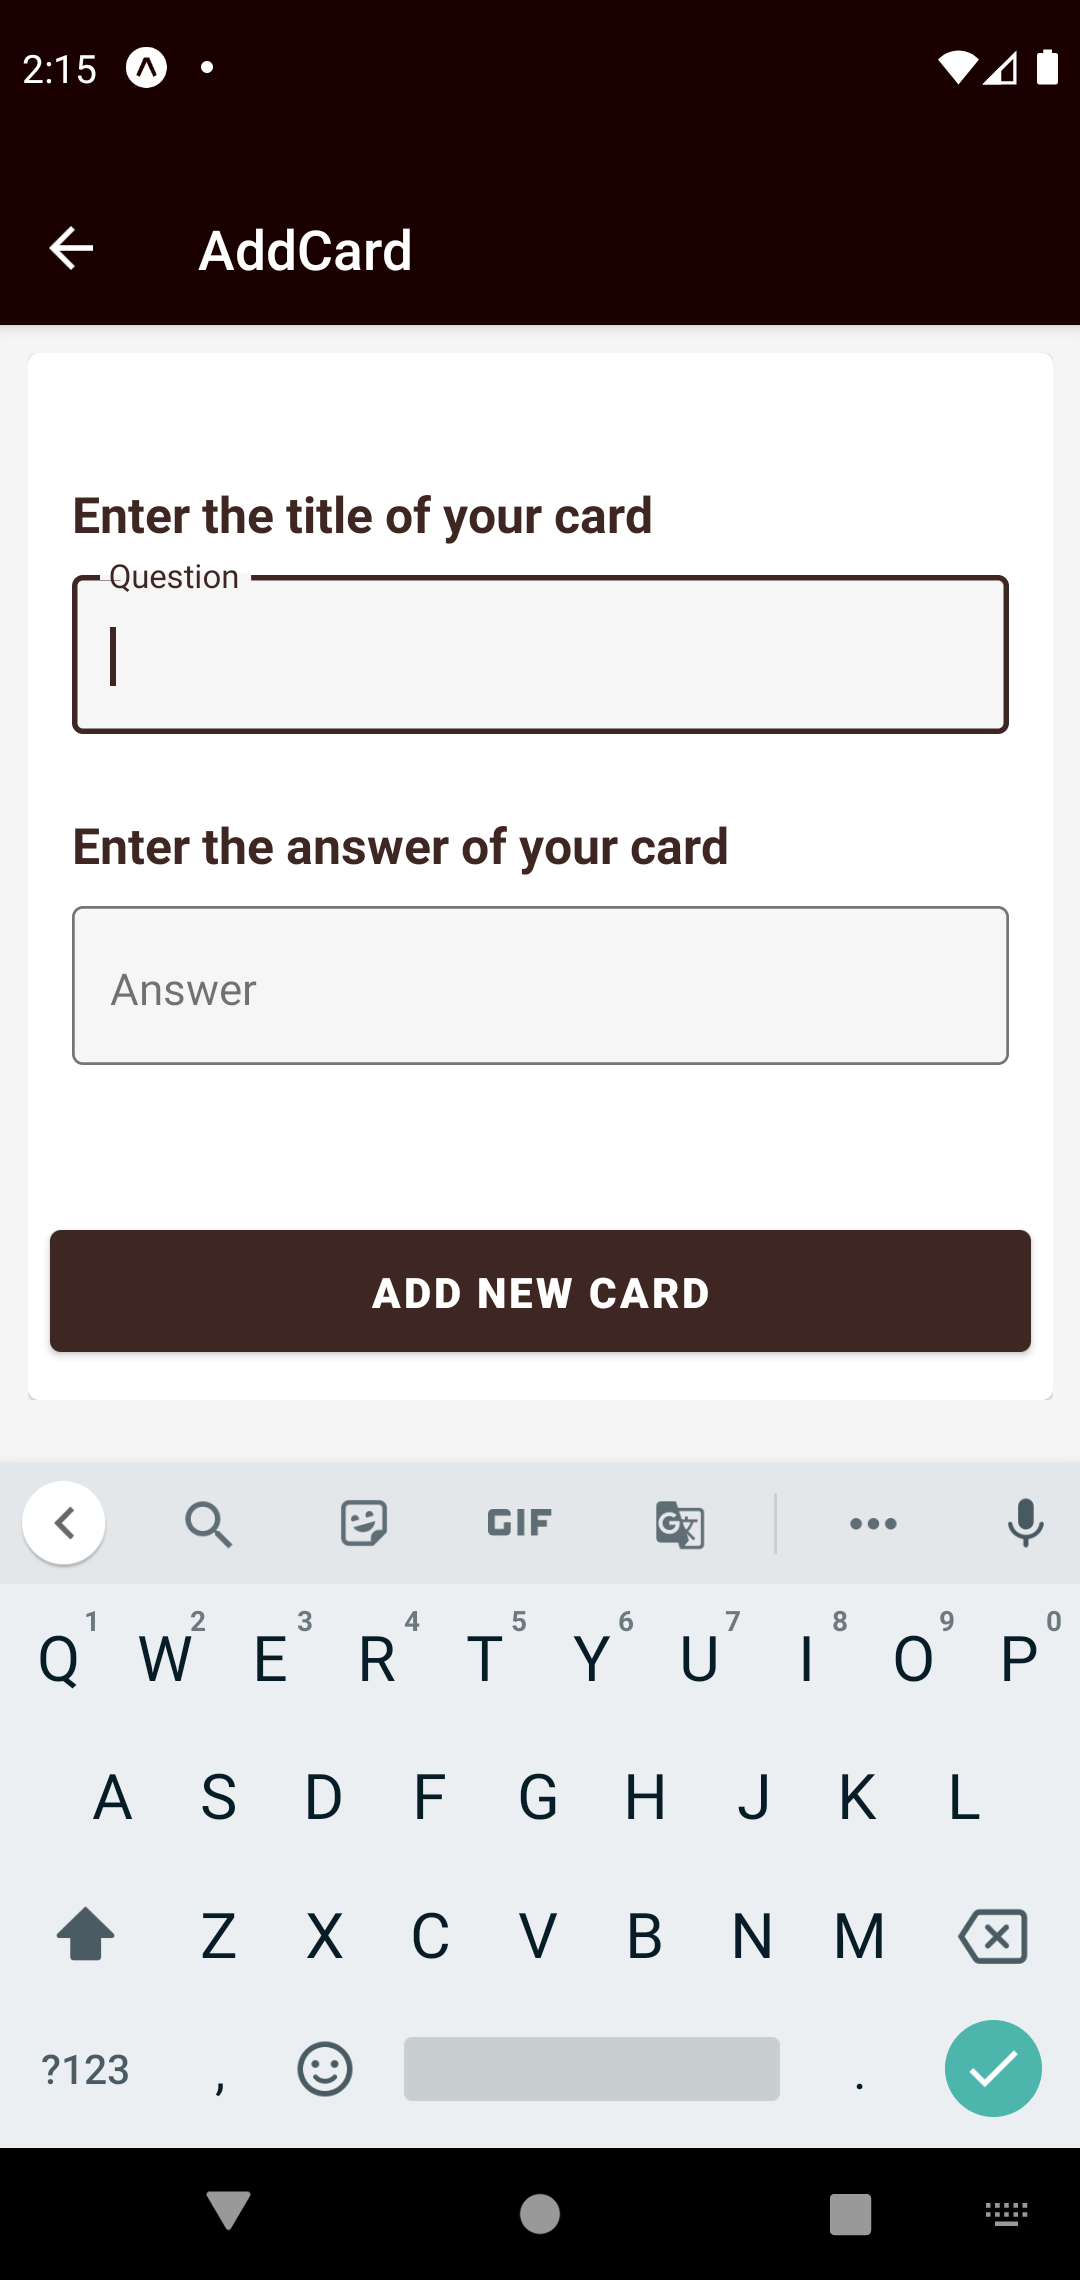 2:15
AddCard
Enter the title of your card
Question
Enter the answer of your card
Answer
ADD NEW CARD
GIF
G
1 2 3 4 5 6 7 8 9 0
Q W E R T Y U I O P
A S D F G H J K L
Z X C V B N M
?123 , .